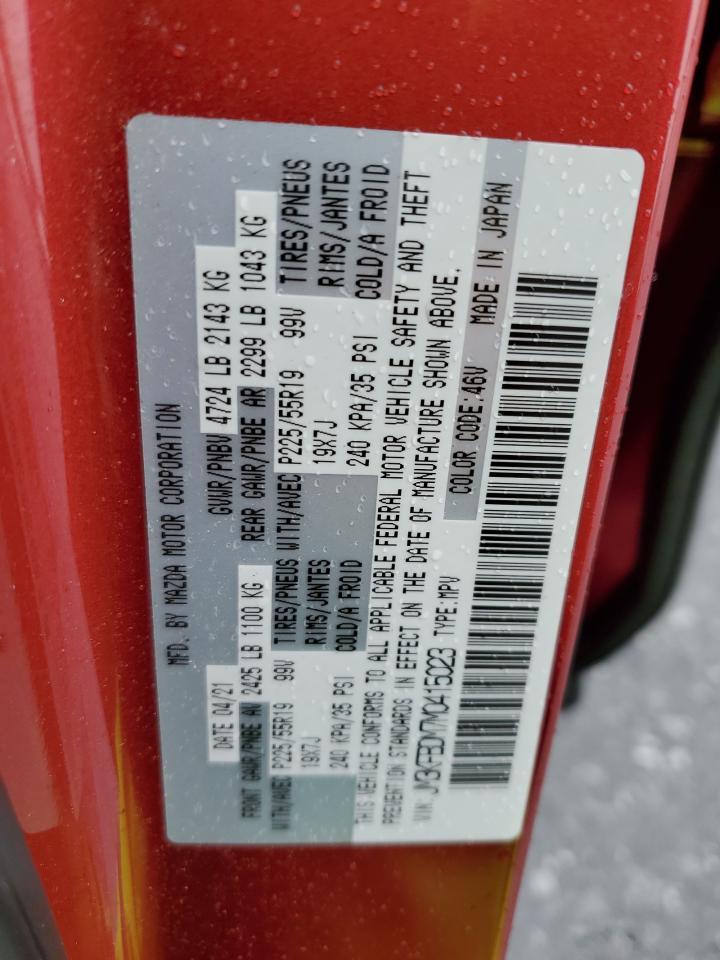 MFD. BY MAZDA MOTOR CORPORATION
DATE 04/21 GVWR/PNBV 4724 LB 2143 KG
FRONT GAWR/PNBE AV 2425 LB 1100 KG REAR GAWR/PNBE AR 2299 LB 1043 KG
WITH/AVEC P225/55R19 99V TIRES/PNEUS WITH/AVEC P225/55R19 99V TIRES/PNEUS
19X7J RIMS/JANTES 19X7J RIMS/JANTES
240 KPA/35 PSI COLD/A FROID 240 KPA/35 PSI COLD/A FROID
THIS VEHICLE CONFORMS TO ALL APPLICABLE FEDERAL MOTOR VEHICLE SAFETY AND THEFT
PREVENTION STANDARDS IN EFFECT ON THE DATE OF MANUFACTURE SHOWN ABOVE.
VIN: JM3KFBDM7M0415023 TYPE:MPV COLOR CODE:46V MADE IN JAPAN